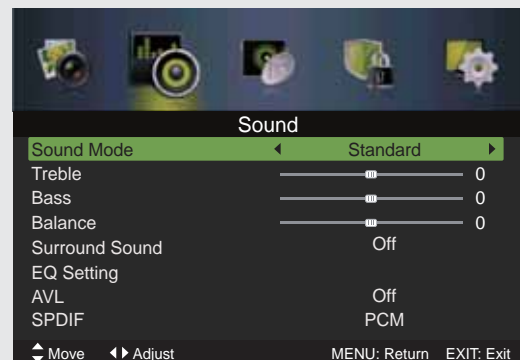 Sound
Sound Mode Standard
Treble 0
Bass 0
Balance 0
Surround Sound Off
EQ Setting
AVL Off
SPDIF PCM
Move Adjust MENU: Return EXIT: Exit